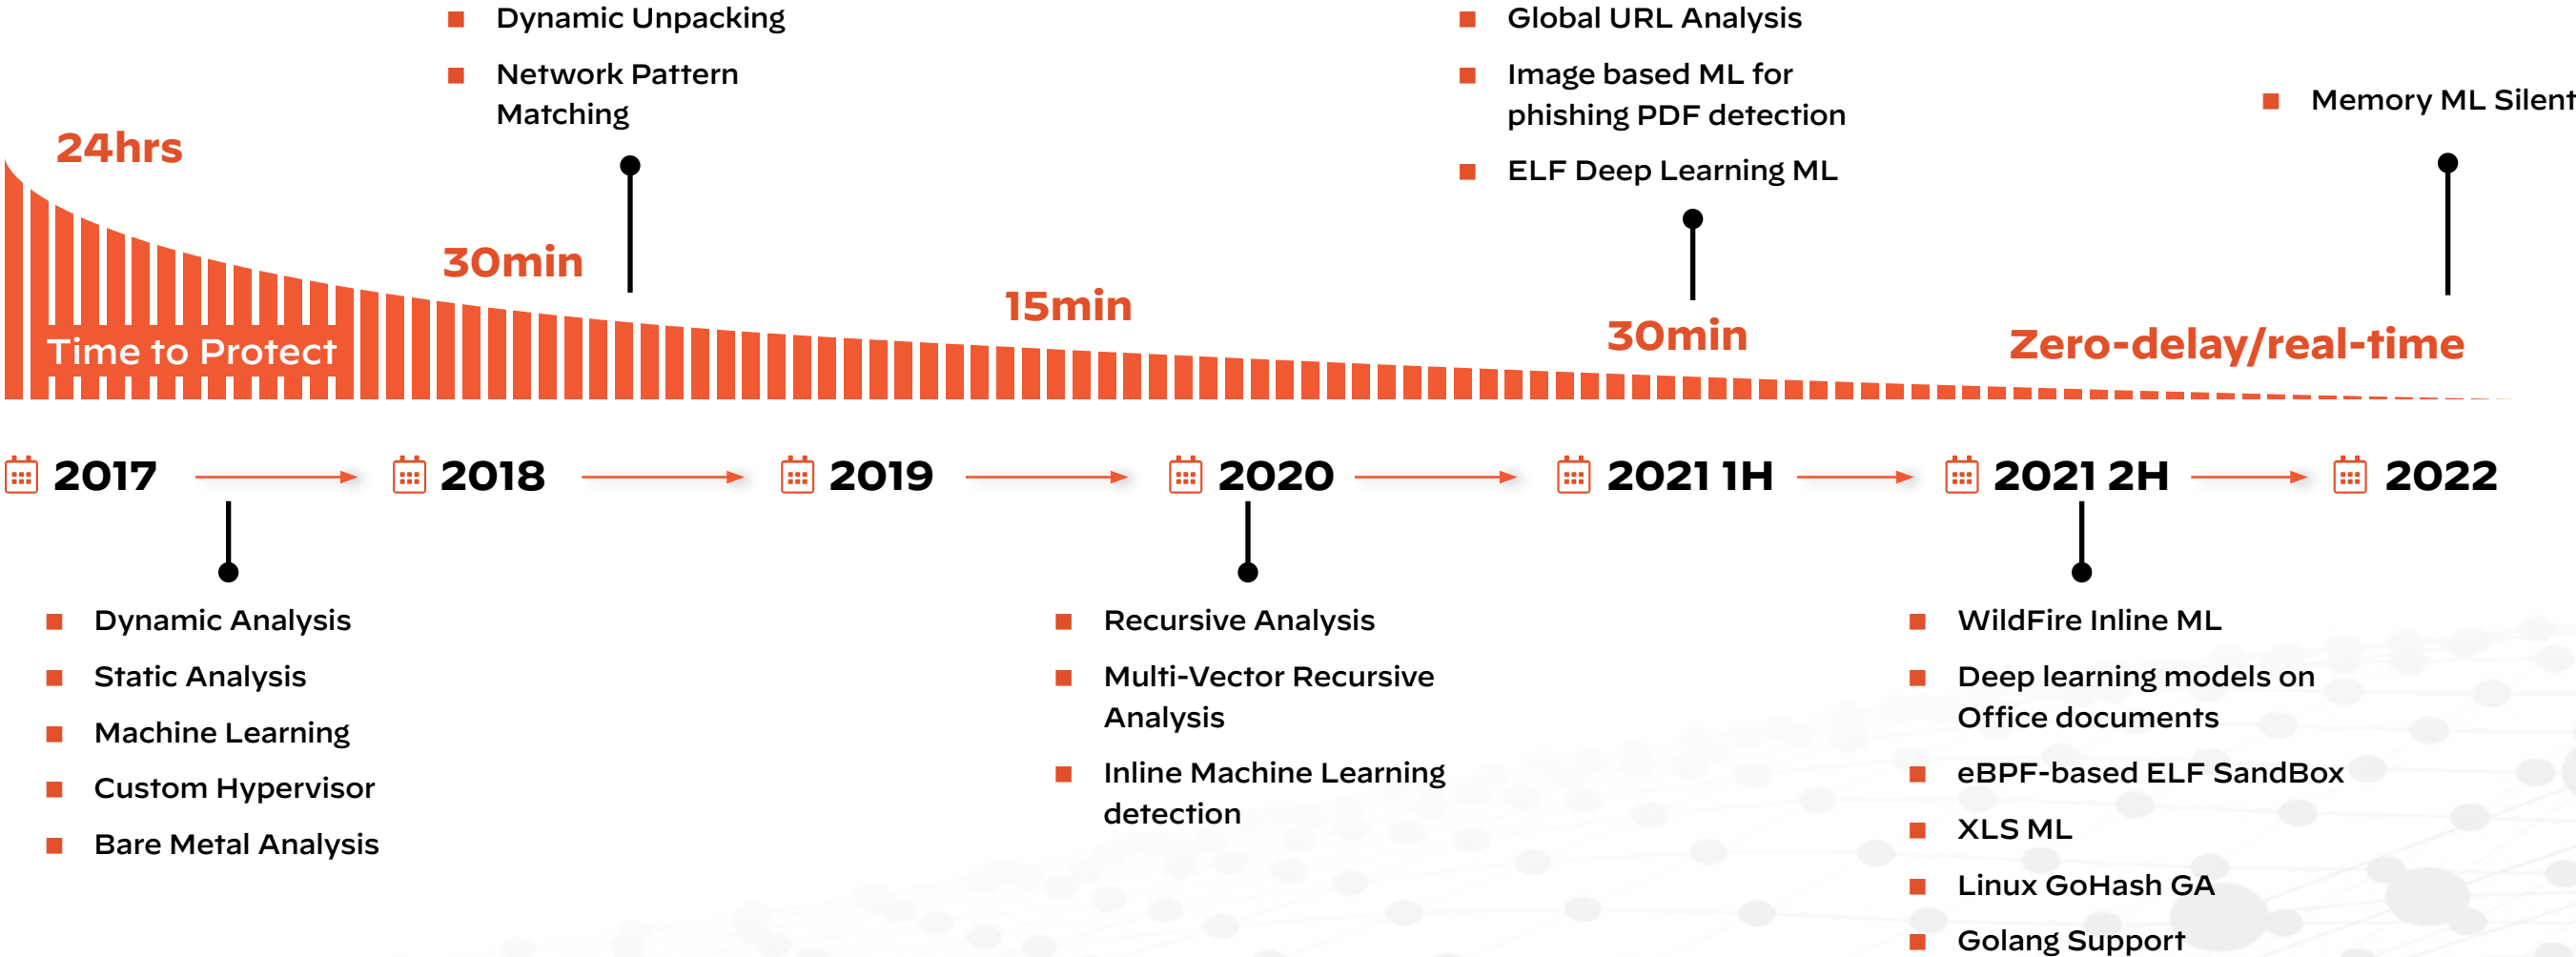 Dynamic Unpacking
Network Pattern
Matching
Global URL Analysis
Image based ML for
phishing PDF detection
ELF Deep Learning ML
Memory ML Silent
24hrs
30min
15min
30min
Zero-delay/real-time
Time to Protect
2017
2018
2019
2020
2021 1H
2021 2H
2022
Dynamic Analysis
Static Analysis
Machine Learning
Custom Hypervisor
Bare Metal Analysis
Recursive Analysis
Multi-Vector Recursive
Analysis
Inline Machine Learning
detection
WildFire Inline ML
Deep learning models on
Office documents
eBPF-based ELF SandBox
XLS ML
Linux GoHash GA
Golang Support